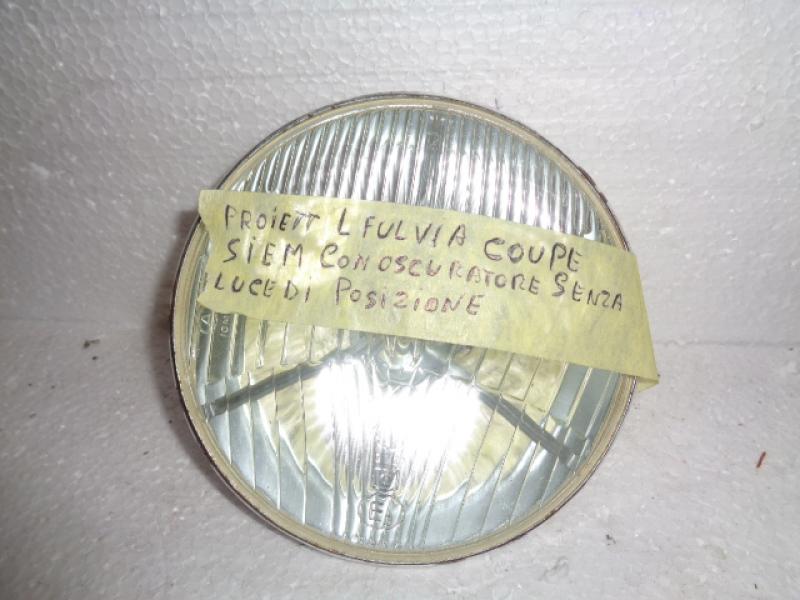 PROIETT L FULVIA COUPE
SIEM CON OSCURATORE SENZA
LUCE DI POSIZIONE